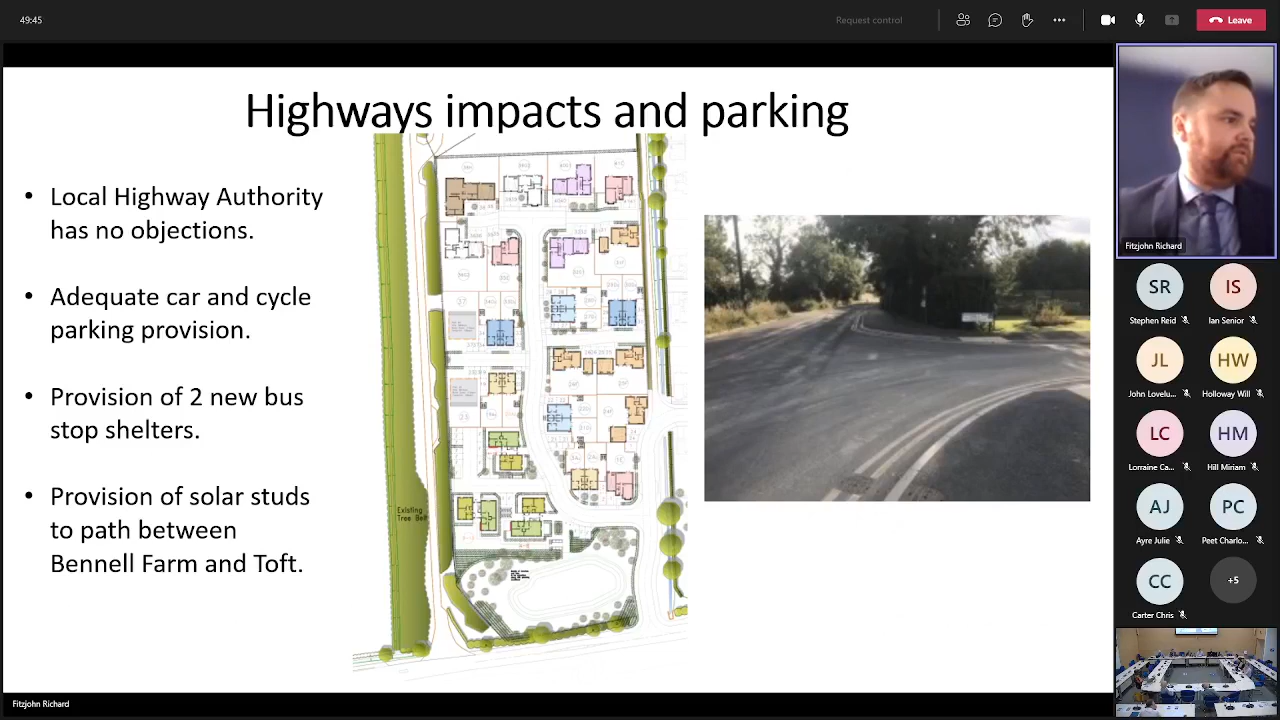 49:45
Request control
Leave
Highways impacts and parking
• Local Highway Authority
has no objections.
• Adequate car and cycle
parking provision.
• Provision of 2 new bus
stop shelters.
• Provision of solar studs
to path between
Bennell Farm and Toft.
Existing
Tree Belt
Fitzjohn Richard
SR
Stephen Reid
IS
Ian Senior
JL
John Lovelu...
HW
Holloway Will
LC
Lorraine Ca...
HM
Hill Miriam
AJ
Ayre Julie
PC
Peet Charlo...
CC
Carter Chris
+5
Fitzjohn Richard